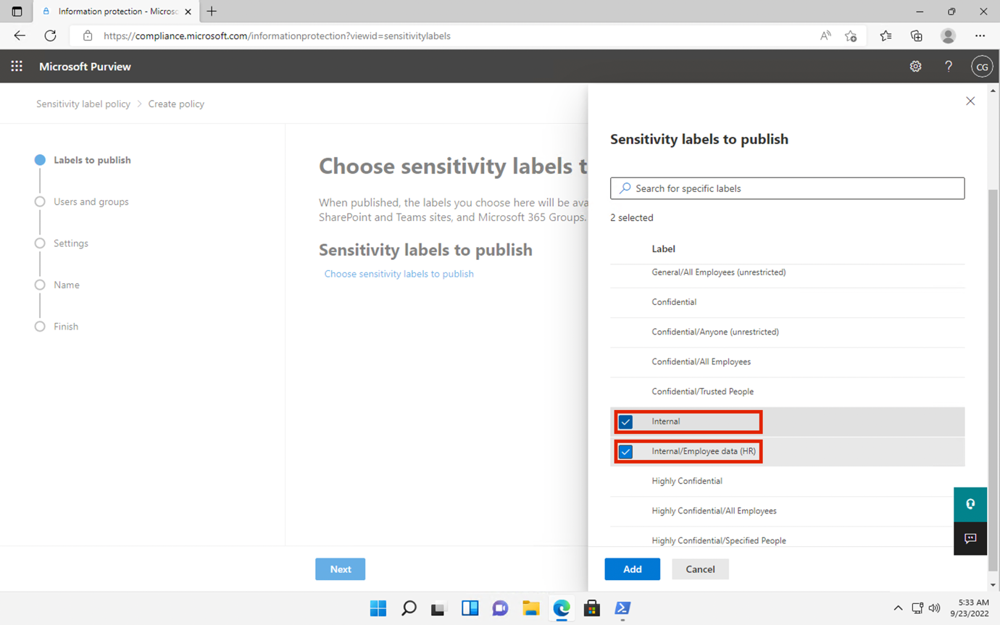 Information protection - Microso
https://compliance.microsoft.com/informationprotection?viewid=sensitivitylabels
Microsoft Purview
CG
Sensitivity label policy > Create policy
Labels to publish
Users and groups
Settings
Name
Finish
Choose sensitivity labels t
When published, the labels you choose here will be ava
SharePoint and Teams sites, and Microsoft 365 Groups.
Sensitivity labels to publish
Choose sensitivity labels to publish
Next
Sensitivity labels to publish
Search for specific labels
2 selected
Label
General/All Employees (unrestricted)
Confidential
Confidential/Anyone (unrestricted)
Confidential/All Employees
Confidential/Trusted People
Internal
Internal/Employee data (HR)
Highly Confidential
Highly Confidential/All Employees
Highly Confidential/Specified People
Add
Cancel
5:33 AM
9/23/2022